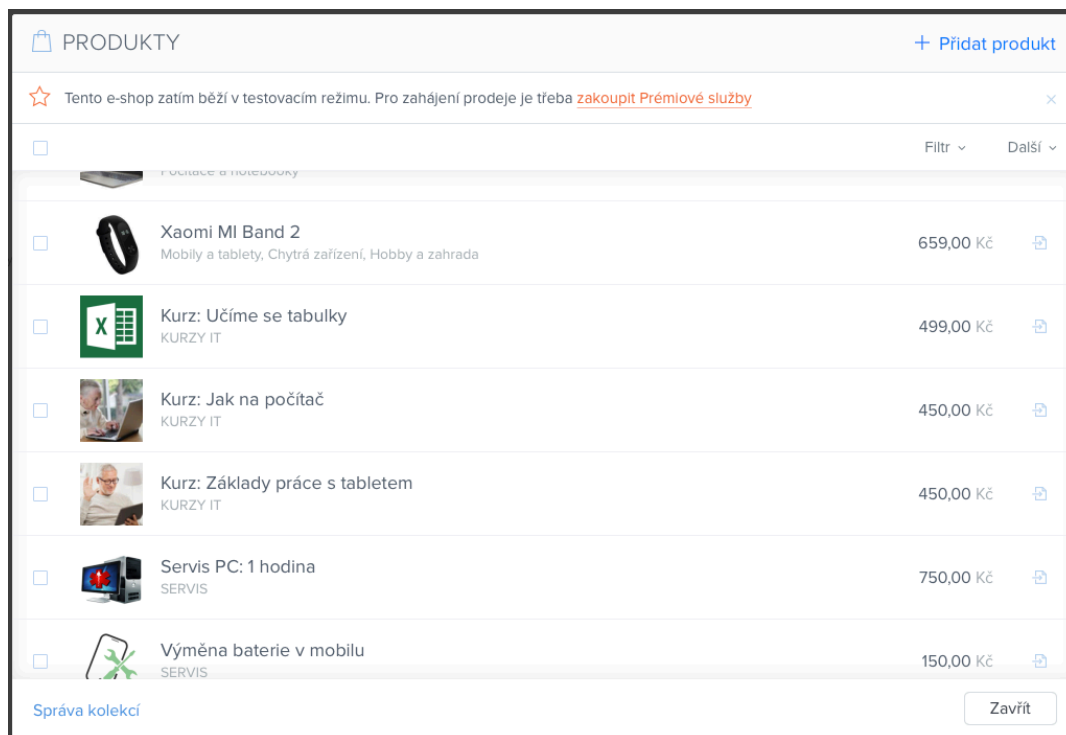 PRODUKTY
+ Přidat produkt
Tento e-shop zatím běží v testovacím režimu. Pro zahájení prodeje je třeba zakoupit Prémiové služby
Filtr
Další
Počítače a notebooky
Xaomi MI Band 2
Mobily a tablety, Chytrá zařízení, Hobby a zahrada
659,00 Kč
X
Kurz: Učíme se tabulky
KURZY IT
499,00 Kč
Kurz: Jak na počítač
KURZY IT
450,00 Kč
Kurz: Základy práce s tabletem
KURZY IT
450,00 Kč
Servis PC: 1 hodina
SERVIS
750,00 Kč
Výměna baterie v mobilu
SERVIS
150,00 Kč
Správa kolekcí
Zavřít